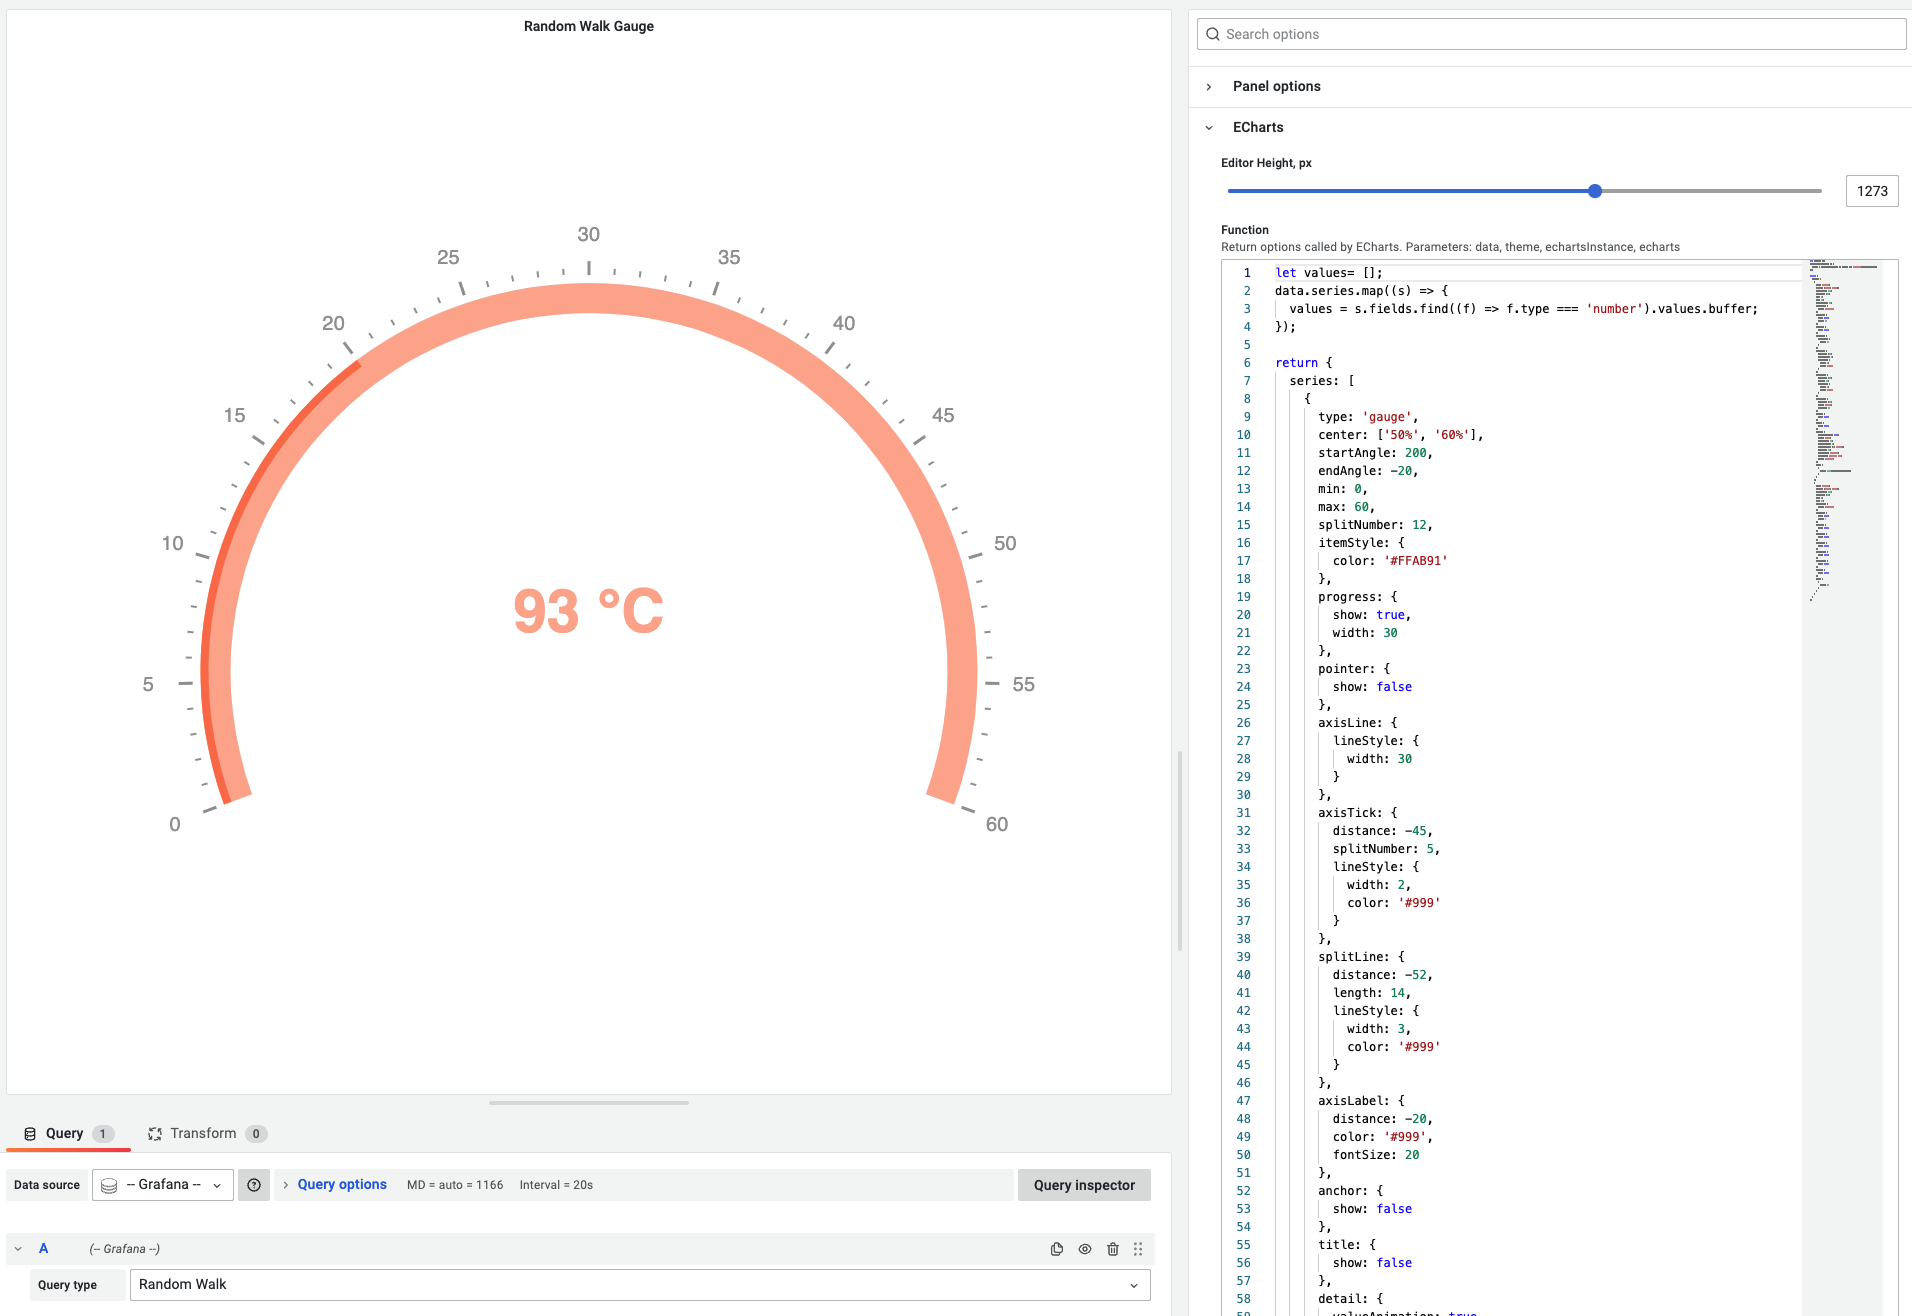 Random Walk Gauge
30
25
35
20
40
15
45
10
50
93 °C
5
55
0
60
Query 1
Transform 0
Data source
-- Grafana --
Query options
MD = auto = 1166
Interval = 20s
Query inspector
A
(-- Grafana --)
Query type
Random Walk
Search options
Panel options
ECharts
Editor Height, px
1273
Function
Return options called by ECharts. Parameters: data, theme, echartsInstance, echarts
1 let values= [];
2 data.series.map((s) => {
3 values = s.fields.find((f) => f.type === 'number').values.buffer;
4 });
5
6 return {
7 series: [
8 {
9 type: 'gauge',
10 center: ['50%', '60%'],
11 startAngle: 200,
12 endAngle: -20,
13 min: 0,
14 max: 60,
15 splitNumber: 12,
16 itemStyle: {
17 color: '#FFAB91'
18 },
19 progress: {
20 show: true,
21 width: 30
22 },
23 pointer: {
24 show: false
25 },
26 axisLine: {
27 lineStyle: {
28 width: 30
29 }
30 },
31 axisTick: {
32 distance: -45,
33 splitNumber: 5,
34 lineStyle: {
35 width: 2,
36 color: '#999'
37 }
38 },
39 splitLine: {
40 distance: -52,
41 length: 14,
42 lineStyle: {
43 width: 3,
44 color: '#999'
45 }
46 },
47 axisLabel: {
48 distance: -20,
49 color: '#999',
50 fontSize: 20
51 },
52 anchor: {
53 show: false
54 },
55 title: {
56 show: false
57 },
58 detail: {
59 valueAnimation: true